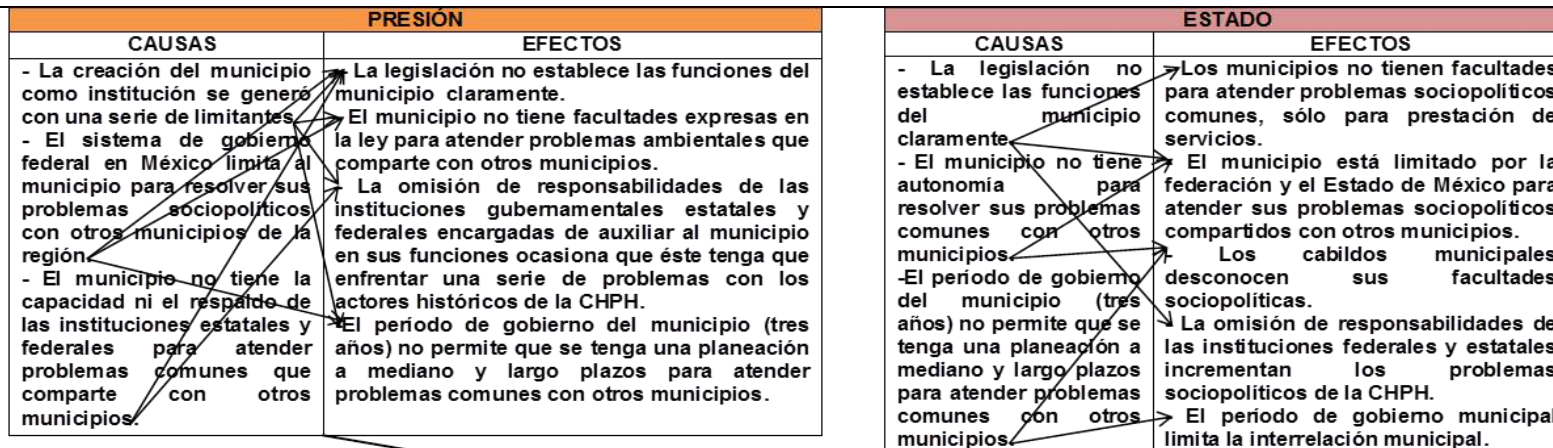 PRESIÓN
CAUSAS
- La creación del municipio
como institución se generó
con una serie de limitantes.
- El sistema de gobierno
federal en México limita al
municipio para resolver sus
problemas sociopolíticos
con otros municipios de la
región.
- El municipio no tiene la
capacidad ni el respaldo de
las instituciones estatales y
federales para atender
problemas comunes que
comparte con otros
municipios.
EFECTOS
- La legislación no establece las funciones del
municipio claramente.
- El municipio no tiene facultades expresas en
la ley para atender problemas ambientales que
comparte con otros municipios.
- La omisión de responsabilidades de las
instituciones gubernamentales estatales y
federales encargadas de auxiliar al municipio
en sus funciones ocasiona que éste tenga que
enfrentar una serie de problemas con los
actores históricos de la CHPH.
-El período de gobierno del municipio (tres
años) no permite que se tenga una planeación
a mediano y largo plazos para atender
problemas comunes con otros municipios.
ESTADO
CAUSAS
- La legislación no
establece las funciones
del municipio
claramente.
- El municipio no tiene
autonomía para
resolver sus problemas
comunes con otros
municipios.
-El período de gobierno
del municipio (tres
años) no permite que se
tenga una planeación a
mediano y largo plazos
para atender problemas
comunes con otros
municipios.
EFECTOS
-Los municipios no tienen facultades
para atender problemas sociopolíticos
comunes, sólo para prestación de
servicios.
- El municipio está limitado por la
federación y el Estado de México para
atender sus problemas sociopolíticos
compartidos con otros municipios.
- Los cabildos municipales
desconocen sus facultades
sociopolíticas.
- La omisión de responsabilidades de
las instituciones federales y estatales
incrementan los problemas
sociopolíticos de la CHPH.
- El período de gobierno municipal
limita la interrelación municipal.